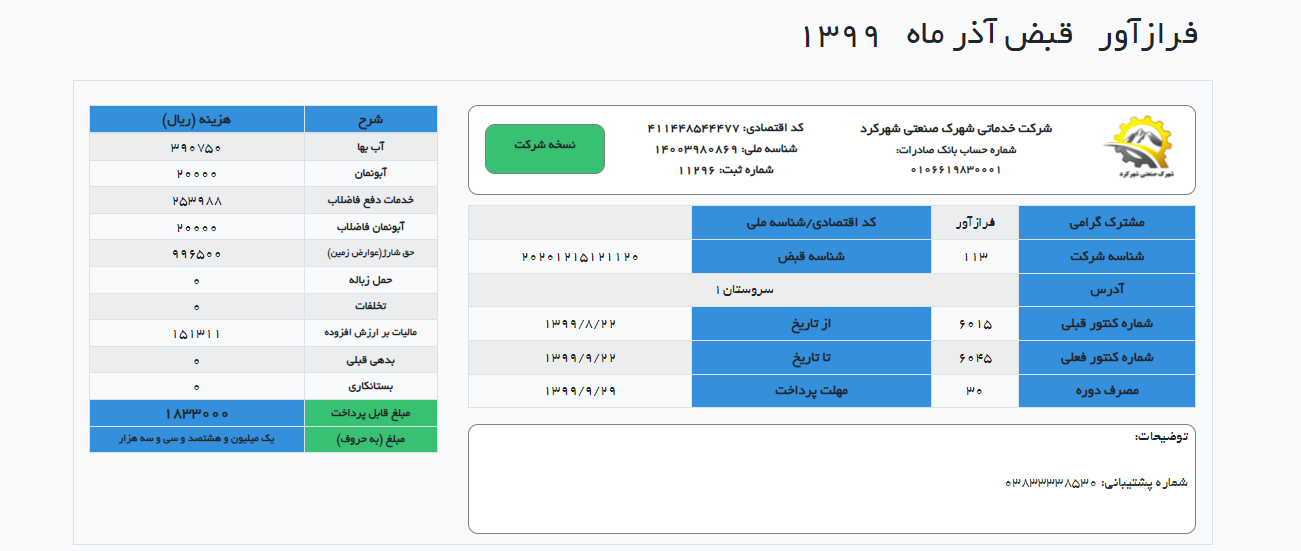 فرازآور قبض آذر ماه ۱۳۹۹
شهرک صنعتی شهرکرد
شرکت خدماتی شهرک صنعتی شهرکرد
شماره حساب بانک صادرات:
۰۱۰۶۶۱۹۸۳۰۰۰۱
کد اقتصادی: ۴۱۱۴۴۸۵۴۴۴۷۷
شناسه ملی: ۱۴۰۰۳۹۸۰۸۶۹
شماره ثبت: ۱۱۲۹۶
نسخه شرکت
مشترک گرامی فرازآور کد اقتصادی/شناسه ملی
شناسه شرکت ۱۱۳ شناسه قبض ۲۰۲۰۱۲۱۵۱۲۱۱۲۰
آدرس سروستان۱
شماره کنتور قبلی ۶۰۱۵ از تاریخ ۱۳۹۹/۸/۲۲
شماره کنتور فعلی ۶۰۴۵ تا تاریخ ۱۳۹۹/۹/۲۲
مصرف دوره ۳۰ مهلت پرداخت ۱۳۹۹/۹/۲۹
توضیحات:
شماره پشتیبانی: ۰۳۸۳۳۳۳۸۵۳۰
شرح هزینه (ریال)
آب بها ۳۹۰۷۵۰
آبونمان ۲۰۰۰۰
خدمات دفع فاضلاب ۲۵۳۹۸۸
آبونمان فاضلاب ۲۰۰۰۰
حق شارژ(عوارض زمین) ۹۹۶۵۰۰
حمل زباله ۰
تخلفات ۰
مالیات بر ارزش افزوده ۱۵۱۳۱۱
بدهی قبلی ۰
بستانکاری ۰
مبلغ قابل پرداخت ۱۸۳۳۰۰۰
مبلغ (به حروف) یک میلیون و هشتصد و سی و سه هزار